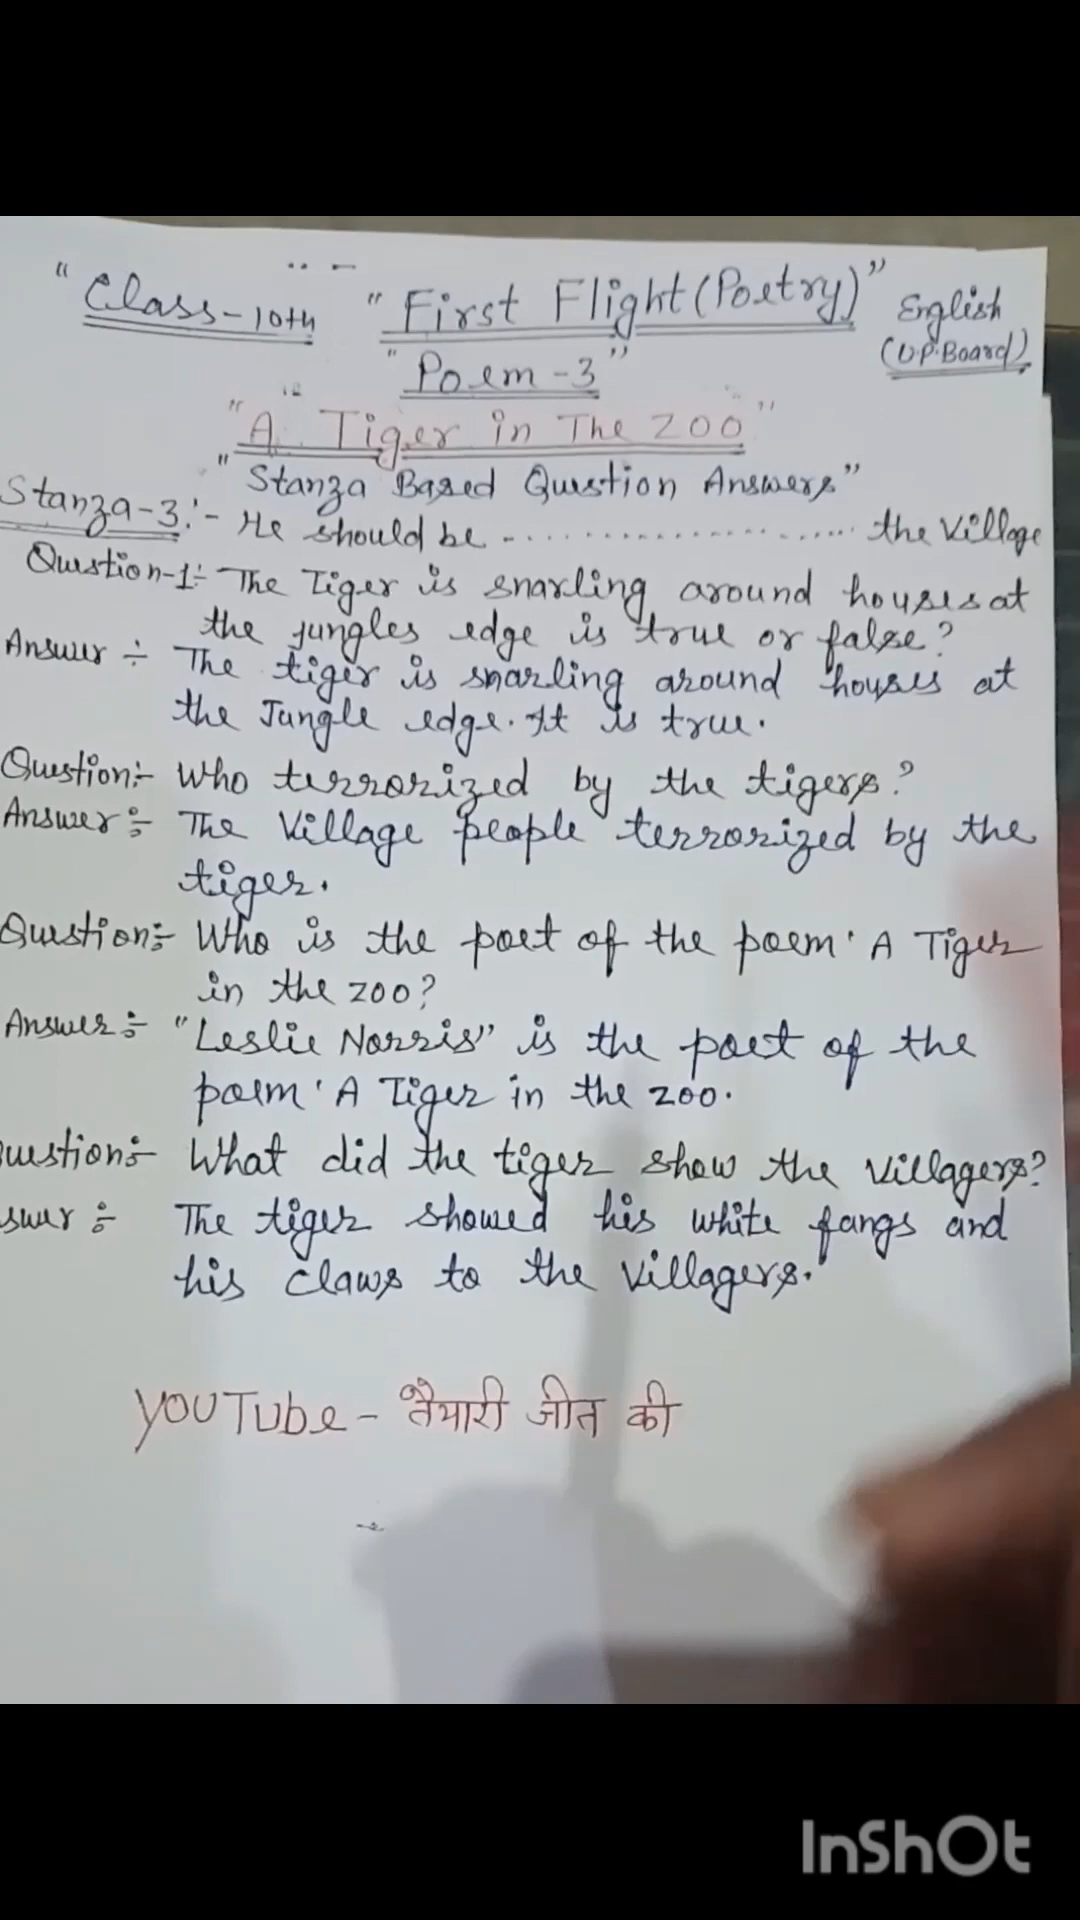 "Class-10th "First Flight (Poetry)" English
(U.P. Board)
"Poem-3"
"A Tiger in The Zoo"
"Stanza Based Question Answers"
Stanza-3:- He should be .................... the Village
Question-1:- The Tiger is snarling around houses at
the jungles edge is true or false?
Answer ÷ The tiger is snarling around houses at
the Jungle edge. It is true.
Question:- Who terrorized by the tigers?
Answer ÷ The Village people terrorized by the
tiger.
Question:- Who is the poet of the poem 'A Tiger
in the zoo?
Answer ÷ "Leslie Norris" is the poet of the
poem 'A Tiger in the zoo.
uestion:- What did the tiger show the villagers?
swer ÷ The tiger showed his white fangs and
his claws to the villagers.
YOUTube - तैयारी जीत की
InShOt